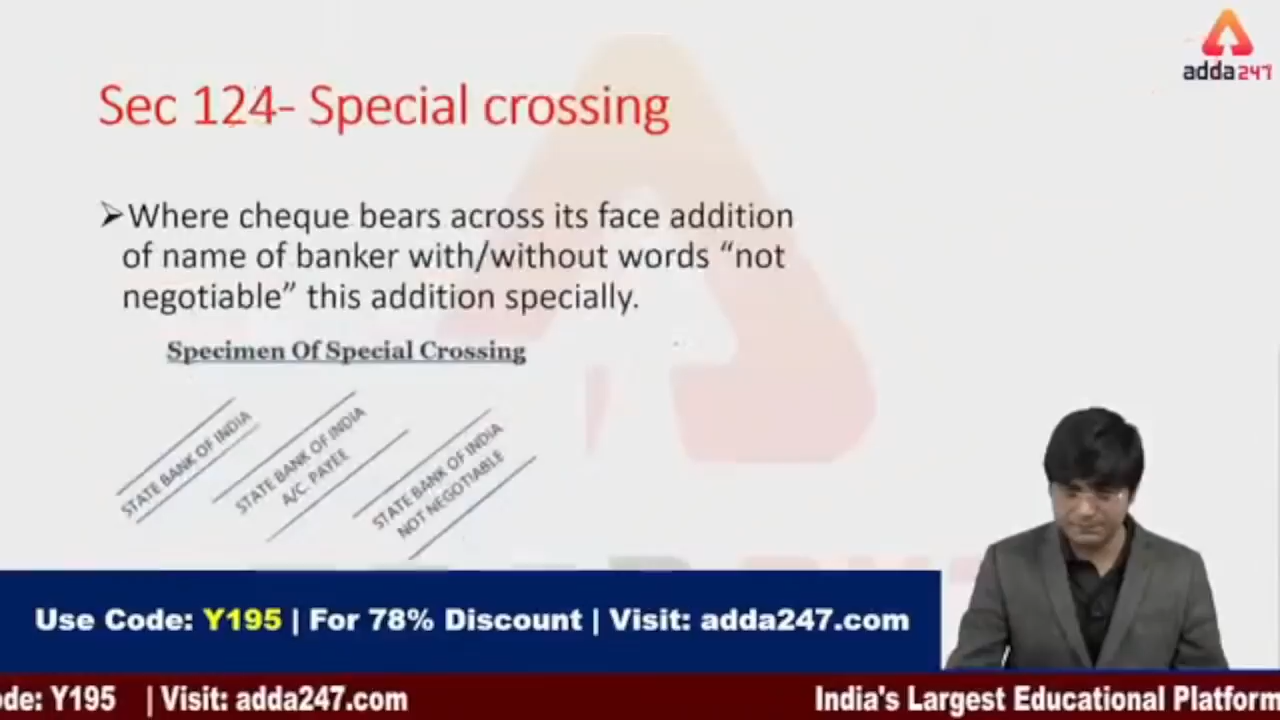 adda247
Sec 124- Special crossing
➢Where cheque bears across its face addition
of name of banker with/without words “not
negotiable” this addition specially.
Specimen Of Special Crossing
STATE BANK OF INDIA
STATE BANK OF INDIA
A/C. PAYEE
STATE BANK OF INDIA
NOT NEGOTIABLE
Use Code: Y195 | For 78% Discount | Visit: adda247.com
ode: Y195 | Visit: adda247.com
India's Largest Educational Platform